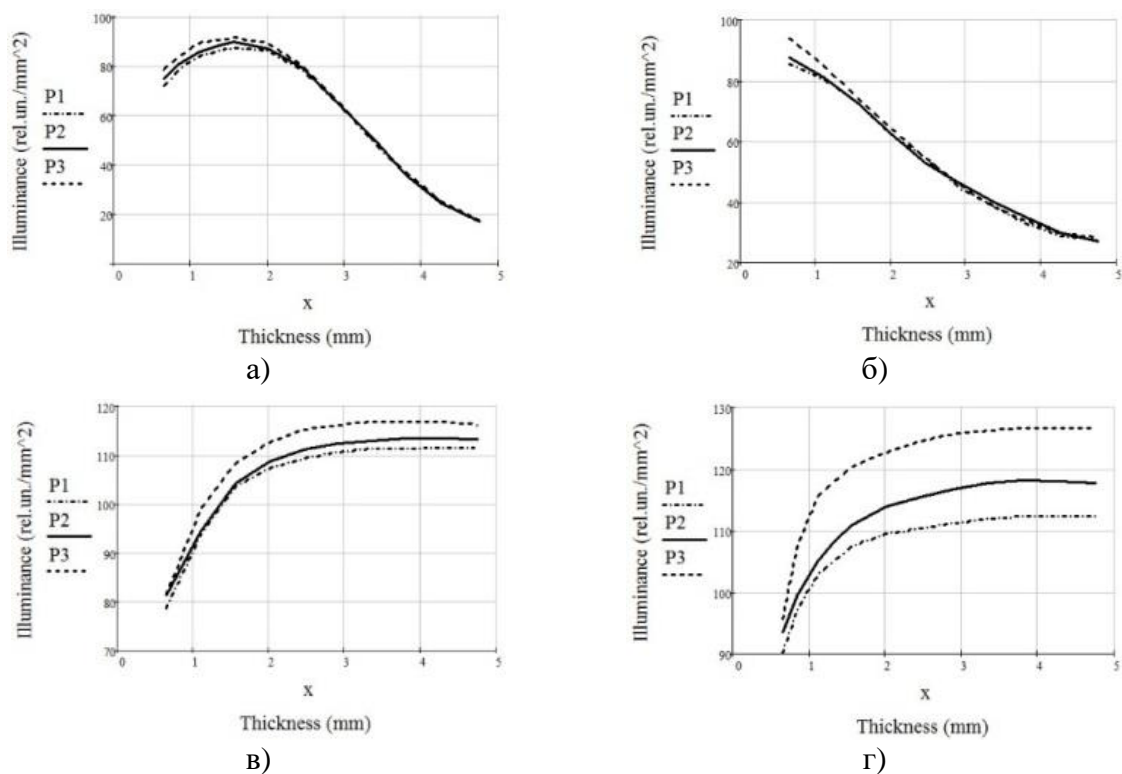 Illuminance (rel.un./mm^2)
P1
P2
P3
100
80
60
40
20
0
1
2
3
4
5
x
Thickness (mm)
а)
Illuminance (rel.un./mm^2)
P1
P2
P3
100
80
60
40
20
0
1
2
3
4
5
x
Thickness (mm)
б)
Illuminance (rel.un./mm^2)
P1
P2
P3
120
110
100
90
80
70
0
1
2
3
4
5
x
Thickness (mm)
в)
Illuminance (rel.un./mm^2)
P1
P2
P3
130
120
110
100
90
0
1
2
3
4
5
x
Thickness (mm)
г)